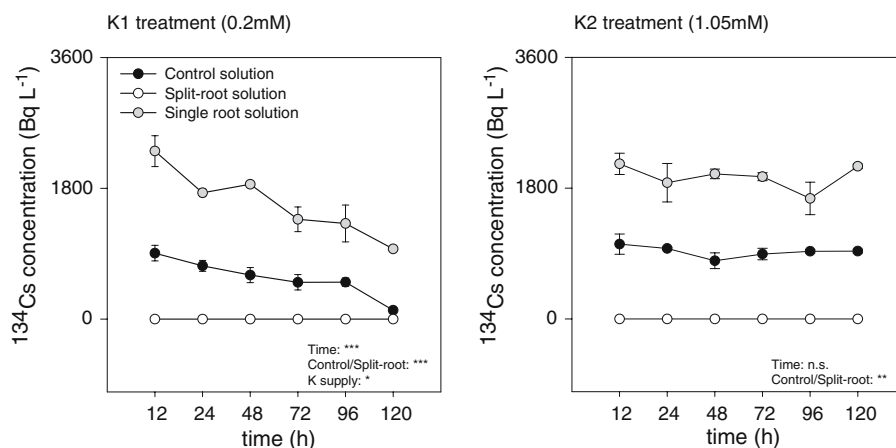 K1 treatment (0.2mM)
3600
1800
0
134Cs concentration (Bq L-1)
Control solution
Split-root solution
Single root solution
Time: ***
Control/Split-root: ***
K supply: *
12 24 48 72 96 120
time (h)
K2 treatment (1.05mM)
3600
1800
0
134Cs concentration (Bq L-1)
Time: n.s.
Control/Split-root: **
12 24 48 72 96 120
time (h)